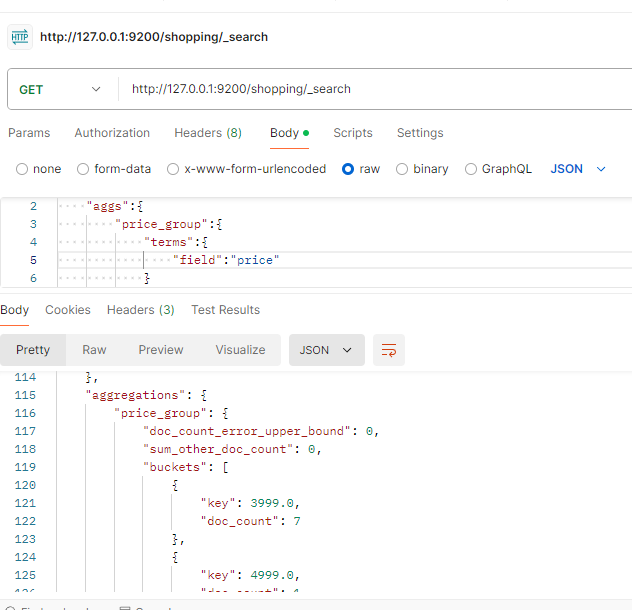 HTTP http://127.0.0.1:9200/shopping/_search
GET http://127.0.0.1:9200/shopping/_search
Params Authorization Headers (8) Body Scripts Settings
none form-data x-www-form-urlencoded raw binary GraphQL JSON
2 "aggs":{
3 "price_group":{
4 "terms":{
5 "field":"price"
6 }
Body Cookies Headers (3) Test Results
Pretty Raw Preview Visualize JSON
114 },
115 "aggregations": {
116 "price_group": {
117 "doc_count_error_upper_bound": 0,
118 "sum_other_doc_count": 0,
119 "buckets": [
120 {
121 "key": 3999.0,
122 "doc_count": 7
123 },
124 {
125 "key": 4999.0,